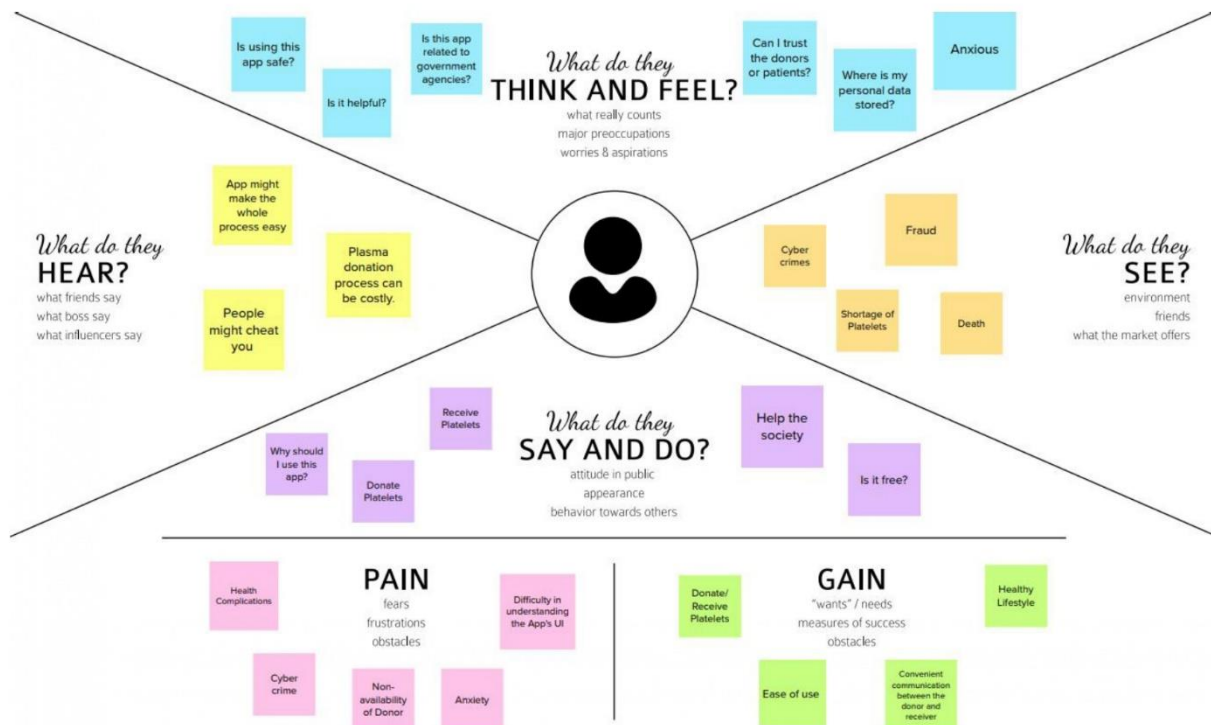 Is using this
app safe?
Is it helpful?
Is this app
related to
government
agencies?
What do they
THINK AND FEEL?
what really counts
major preoccupations
worries & aspirations
Can I trust
the donors
or patients?
Where is my
personal data
stored?
Anxious
What do they
HEAR?
what friends say
what boss say
what influencers say
App might
make the
whole
process easy
Plasma
donation
process can
be costly.
People
might cheat
you
Cyber
crimes
Fraud
Shortage of
Platelets
Death
What do they
SEE?
environment
friends
what the market offers
Why should
I use this
app?
Donate
Platelets
Receive
Platelets
What do they
SAY AND DO?
attitude in public
appearance
behavior towards others
Help the
society
Is it free?
PAIN
fears
frustrations
obstacles
Health
Complications
Difficulty in
understanding
the App's UI
Cyber
crime
Non-
availability
of Donor
Anxiety
GAIN
"wants" / needs
measures of success
obstacles
Donate/
Receive
Platelets
Healthy
Lifestyle
Ease of use
Convenient
communication
between the
donor and
receiver